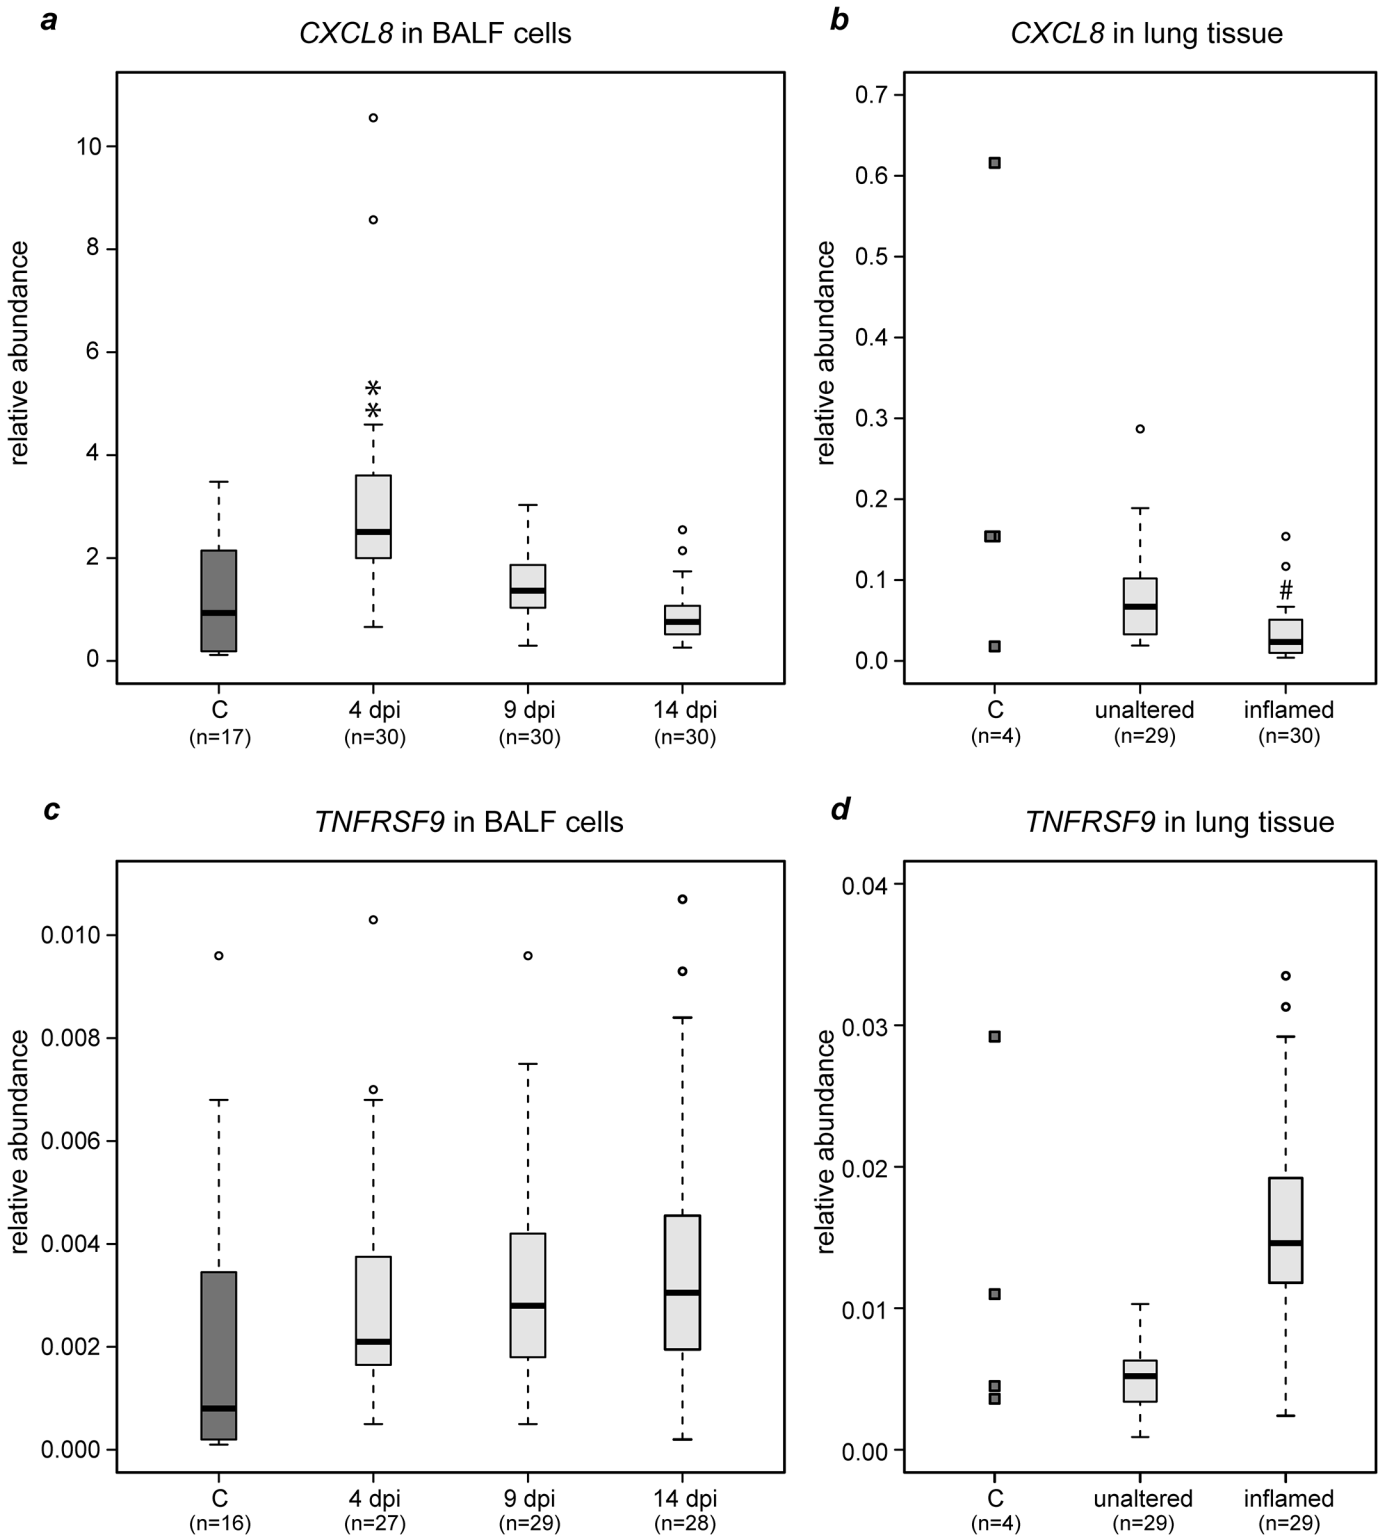 a
CXCL8 in BALF cells
relative abundance
10
8
6
4
2
0
*
*
C
(n=17)
4 dpi
(n=30)
9 dpi
(n=30)
14 dpi
(n=30)
b
CXCL8 in lung tissue
relative abundance
0.7
0.6
0.5
0.4
0.3
0.2
0.1
0.0
#
C
(n=4)
unaltered
(n=29)
inflamed
(n=30)
c
TNFRSF9 in BALF cells
relative abundance
0.010
0.008
0.006
0.004
0.002
0.000
C
(n=16)
4 dpi
(n=27)
9 dpi
(n=29)
14 dpi
(n=28)
d
TNFRSF9 in lung tissue
relative abundance
0.04
0.03
0.02
0.01
0.00
C
(n=4)
unaltered
(n=29)
inflamed
(n=29)